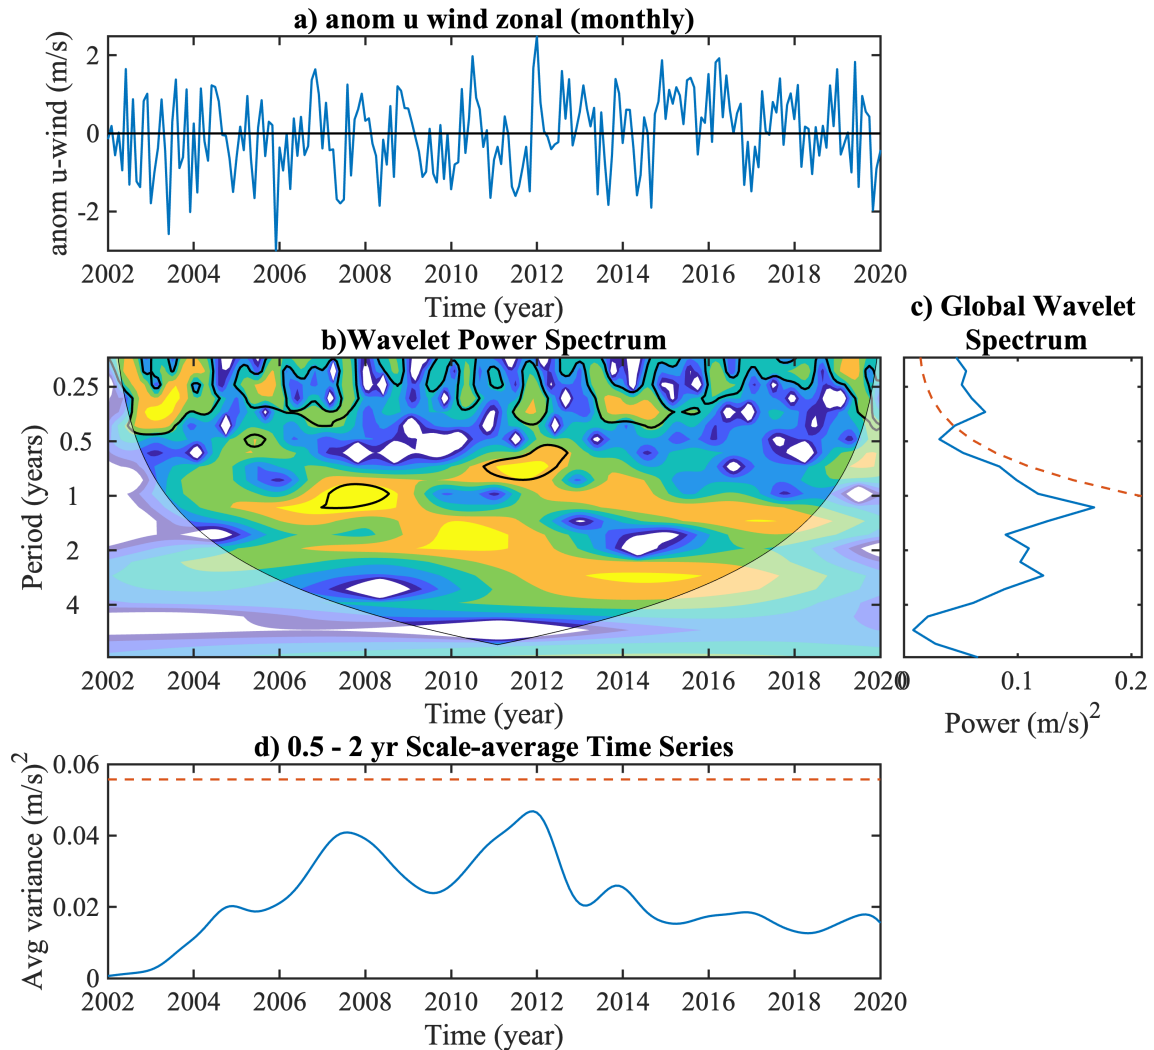 a) anom u wind zonal (monthly)
anom u-wind (m/s)
2
0
-2
2002 2004 2006 2008 2010 2012 2014 2016 2018 2020
Time (year)
b)Wavelet Power Spectrum
Period (years)
0.25
0.5
1
2
4
2002 2004 2006 2008 2010 2012 2014 2016 2018 2020
Time (year)
c) Global Wavelet
Spectrum
0 0.1 0.2
Power (m/s)²
d) 0.5 - 2 yr Scale-average Time Series
Avg variance (m/s)²
0.06
0.04
0.02
0
2002 2004 2006 2008 2010 2012 2014 2016 2018 2020
Time (year)